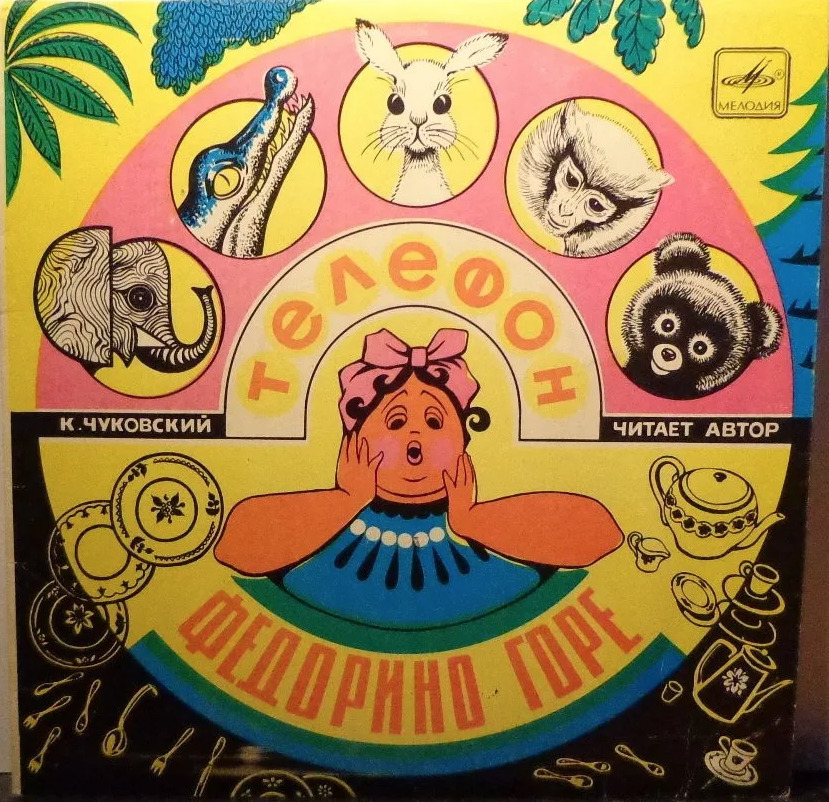 МЕЛОДИЯ
ТЕЛЕФОН
К.ЧУКОВСКИЙ
ЧИТАЕТ АВТОР
ФЕДОРИНО ГОРЕ